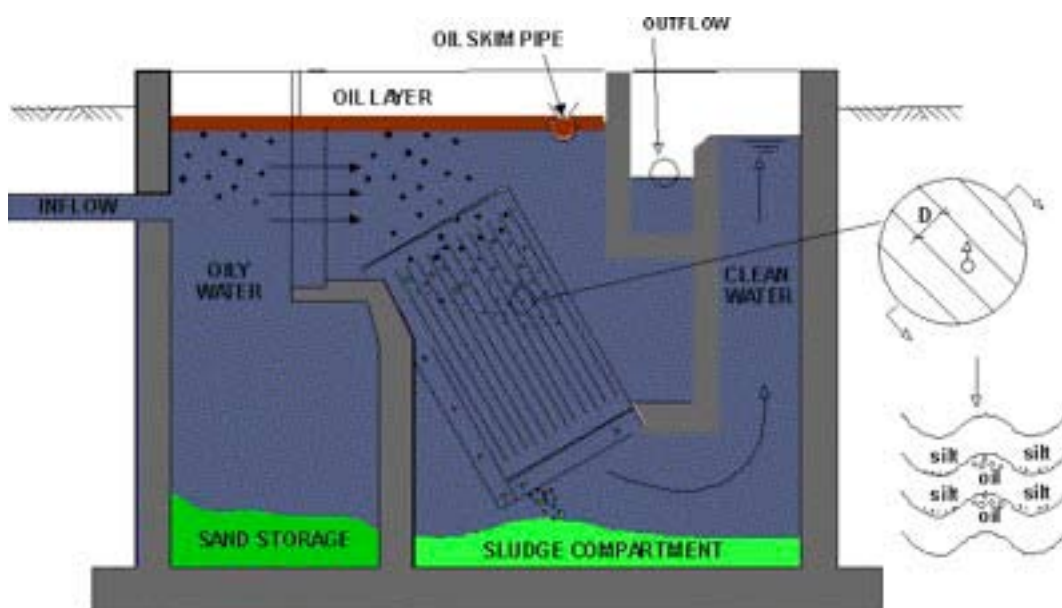 OUTFLOW
OIL SKIM PIPE
OIL LAYER
INFLOW
OILY
WATER
CLEAN
WATER
D
silt silt
oil
silt silt
oil
SAND STORAGE
SLUDGE COMPARTMENT